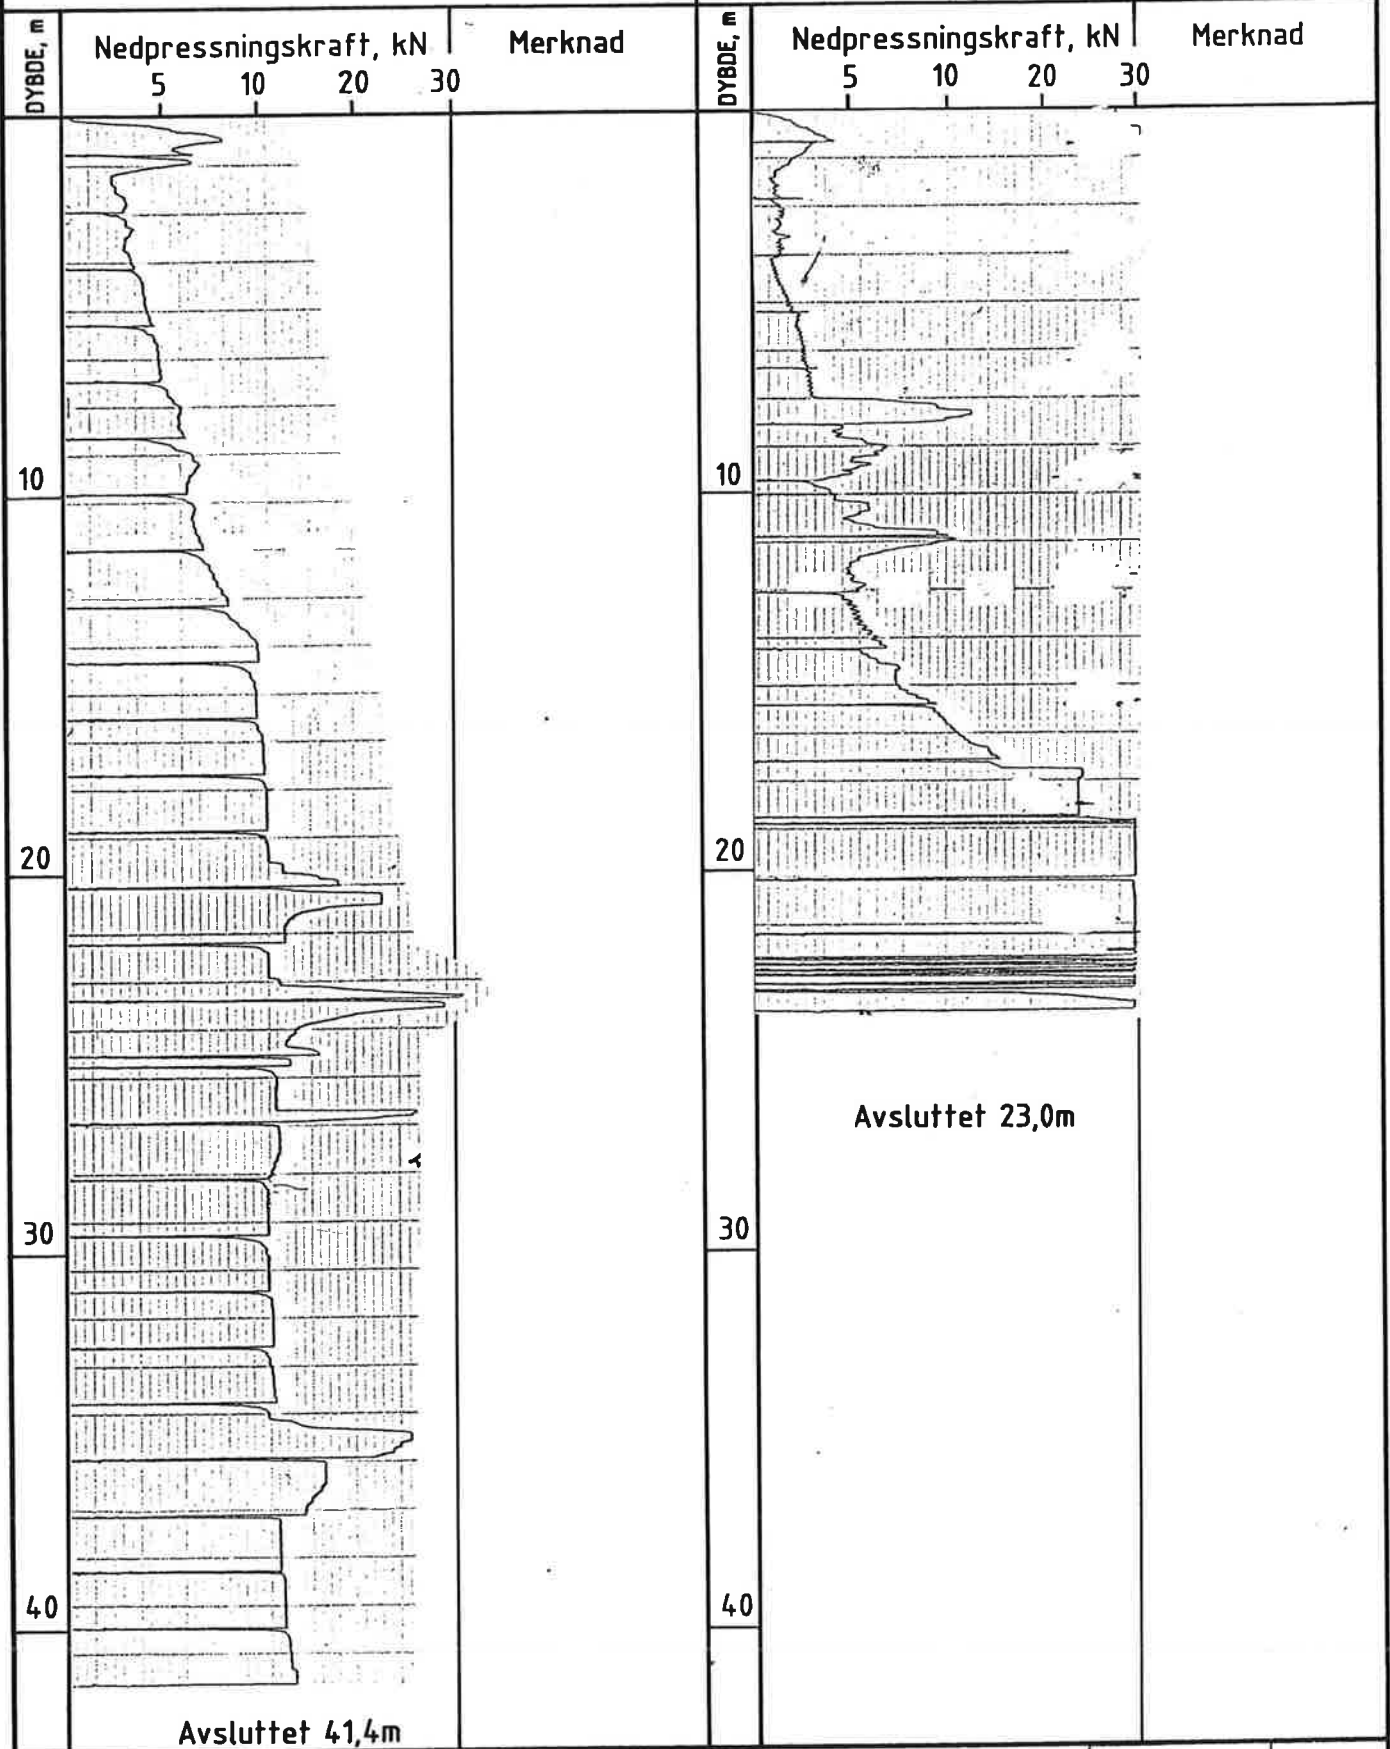 DYBDE, m
Nedpressningskraft, kN
Merknad
5 10 20 30
10
20
30
40
Avsluttet 41,4m
DYBDE, m
Nedpressningskraft, kN
Merknad
5 10 20 30
10
20
30
40
Avsluttet 23,0m